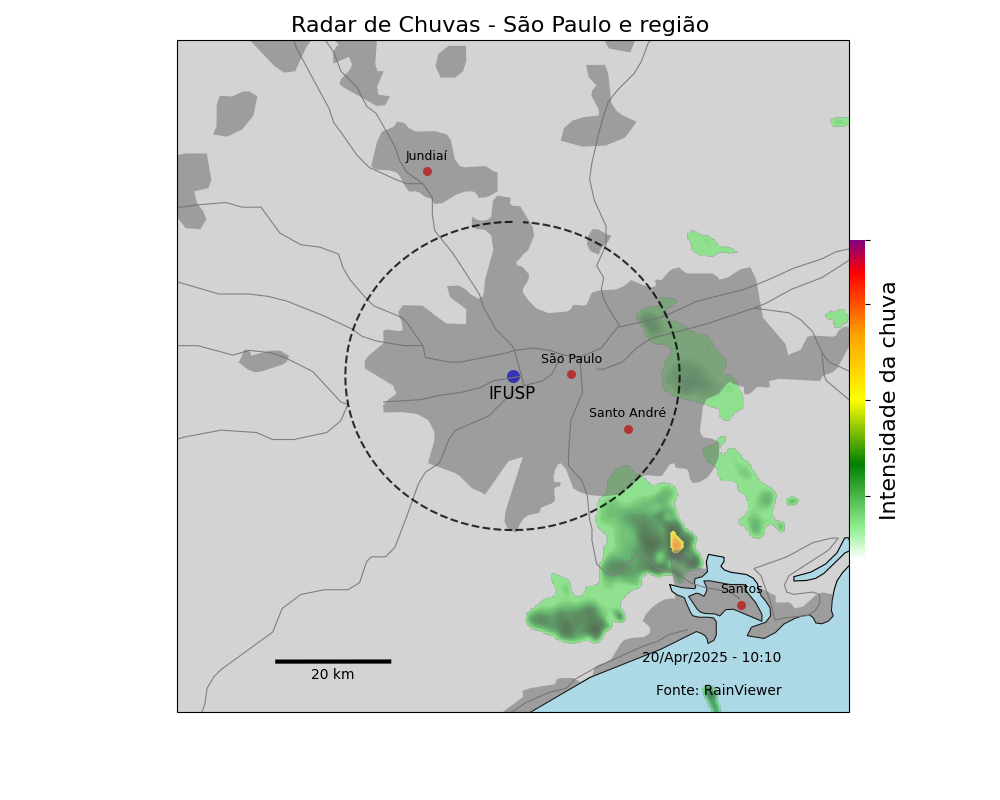 Radar de Chuvas - São Paulo e região
Jundiaí
São Paulo
IFUSP
Santo André
Santos
20/Apr/2025 - 10:10
20 km
Fonte: RainViewer
Intensidade da chuva